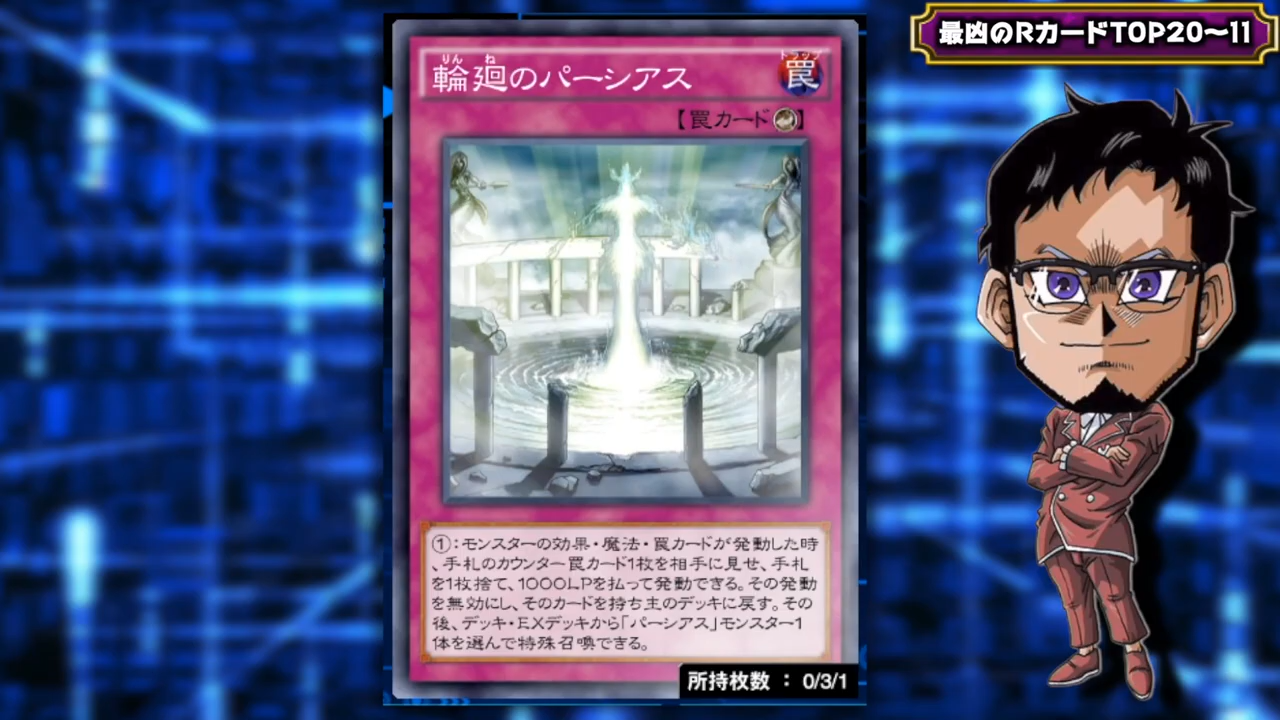 最凶のRカードTOP20～11
りん ね
輪廻のパーシアス
トラップ
罠
【罠カード】
①：モンスターの効果・魔法・罠カードが発動した時
、手札のカウンター罠カード1枚を相手に見せ、手札
を1枚捨て、1000LPを払って発動できる。その発動
を無効にし、そのカードを持ち主のデッキに戻す。その
後、デッキ・EXデッキから「パーシアス」モンスター1
体を選んで特殊召喚できる。
所持枚数 ： 0/3/1